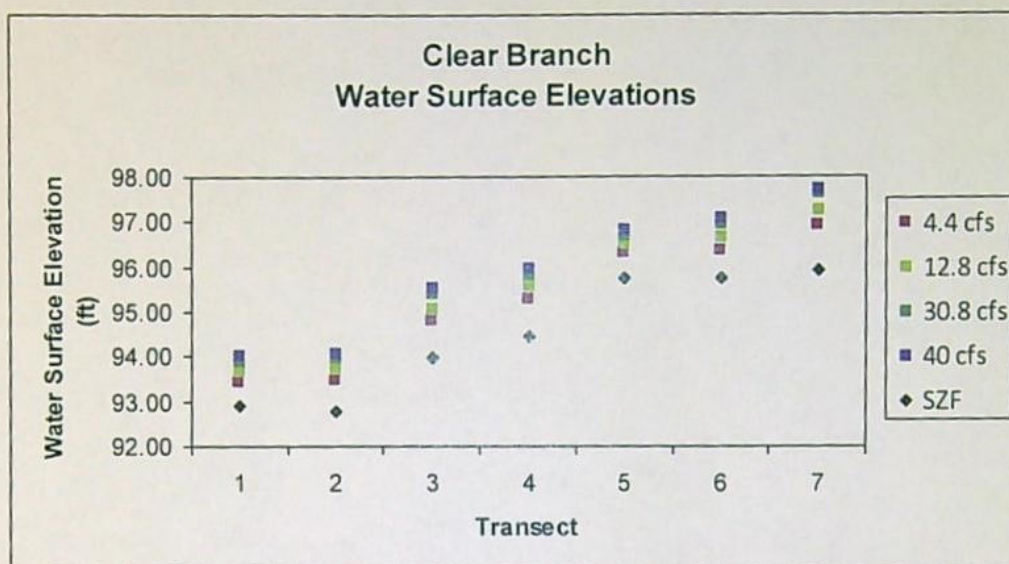 Clear Branch
Water Surface Elevations
Water Surface Elevation
(ft)
98.00
97.00
96.00
95.00
94.00
93.00
92.00
1 2 3 4 5 6 7
Transect
4.4 cfs
12.8 cfs
30.8 cfs
40 cfs
SZF